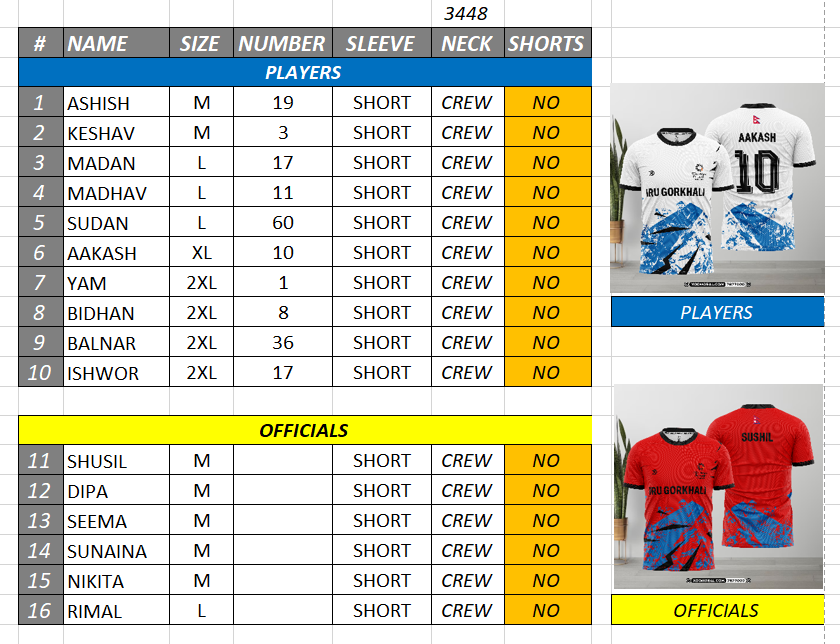 3448
# NAME SIZE NUMBER SLEEVE NECK SHORTS
PLAYERS
1 ASHISH M 19 SHORT CREW NO
2 KESHAV M 3 SHORT CREW NO
3 MADAN L 17 SHORT CREW NO
4 MADHAV L 11 SHORT CREW NO
5 SUDAN L 60 SHORT CREW NO
6 AAKASH XL 10 SHORT CREW NO
7 YAM 2XL 1 SHORT CREW NO
8 BIDHAN 2XL 8 SHORT CREW NO
9 BALNAR 2XL 36 SHORT CREW NO
10 ISHWOR 2XL 17 SHORT CREW NO
AAKASH
10
PLAYERS
OFFICIALS
11 SHUSIL M SHORT CREW NO
12 DIPA M SHORT CREW NO
13 SEEMA M SHORT CREW NO
14 SUNAINA M SHORT CREW NO
15 NIKITA M SHORT CREW NO
16 RIMAL L SHORT CREW NO
SUSHIL
GORKHALI
OFFICIALS